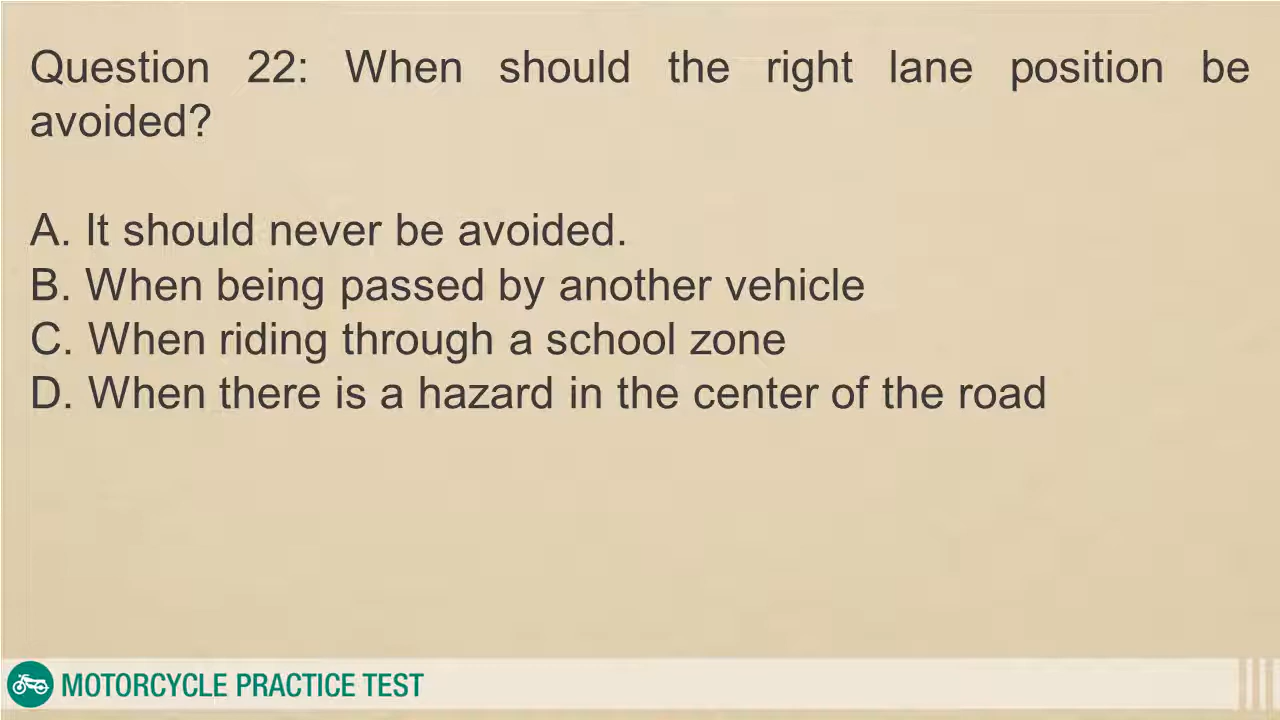 Question 22: When should the right lane position be
avoided?
A. It should never be avoided.
B. When being passed by another vehicle
C. When riding through a school zone
D. When there is a hazard in the center of the road
MOTORCYCLE PRACTICE TEST